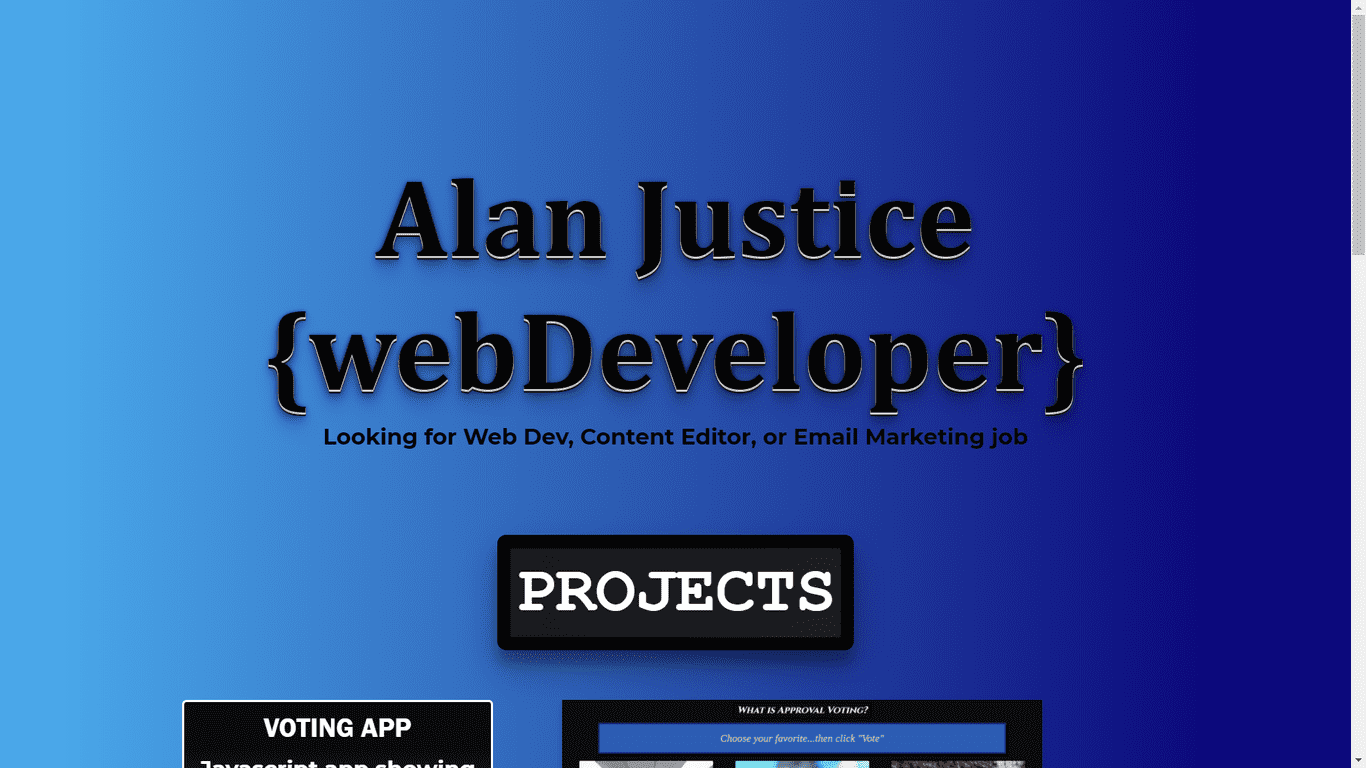 Alan Justice
{webDeveloper}
Looking for Web Dev, Content Editor, or Email Marketing job
PROJECTS
VOTING APP
Javascript app showing
What is Approval Voting?
Choose your favorite...then click "Vote"